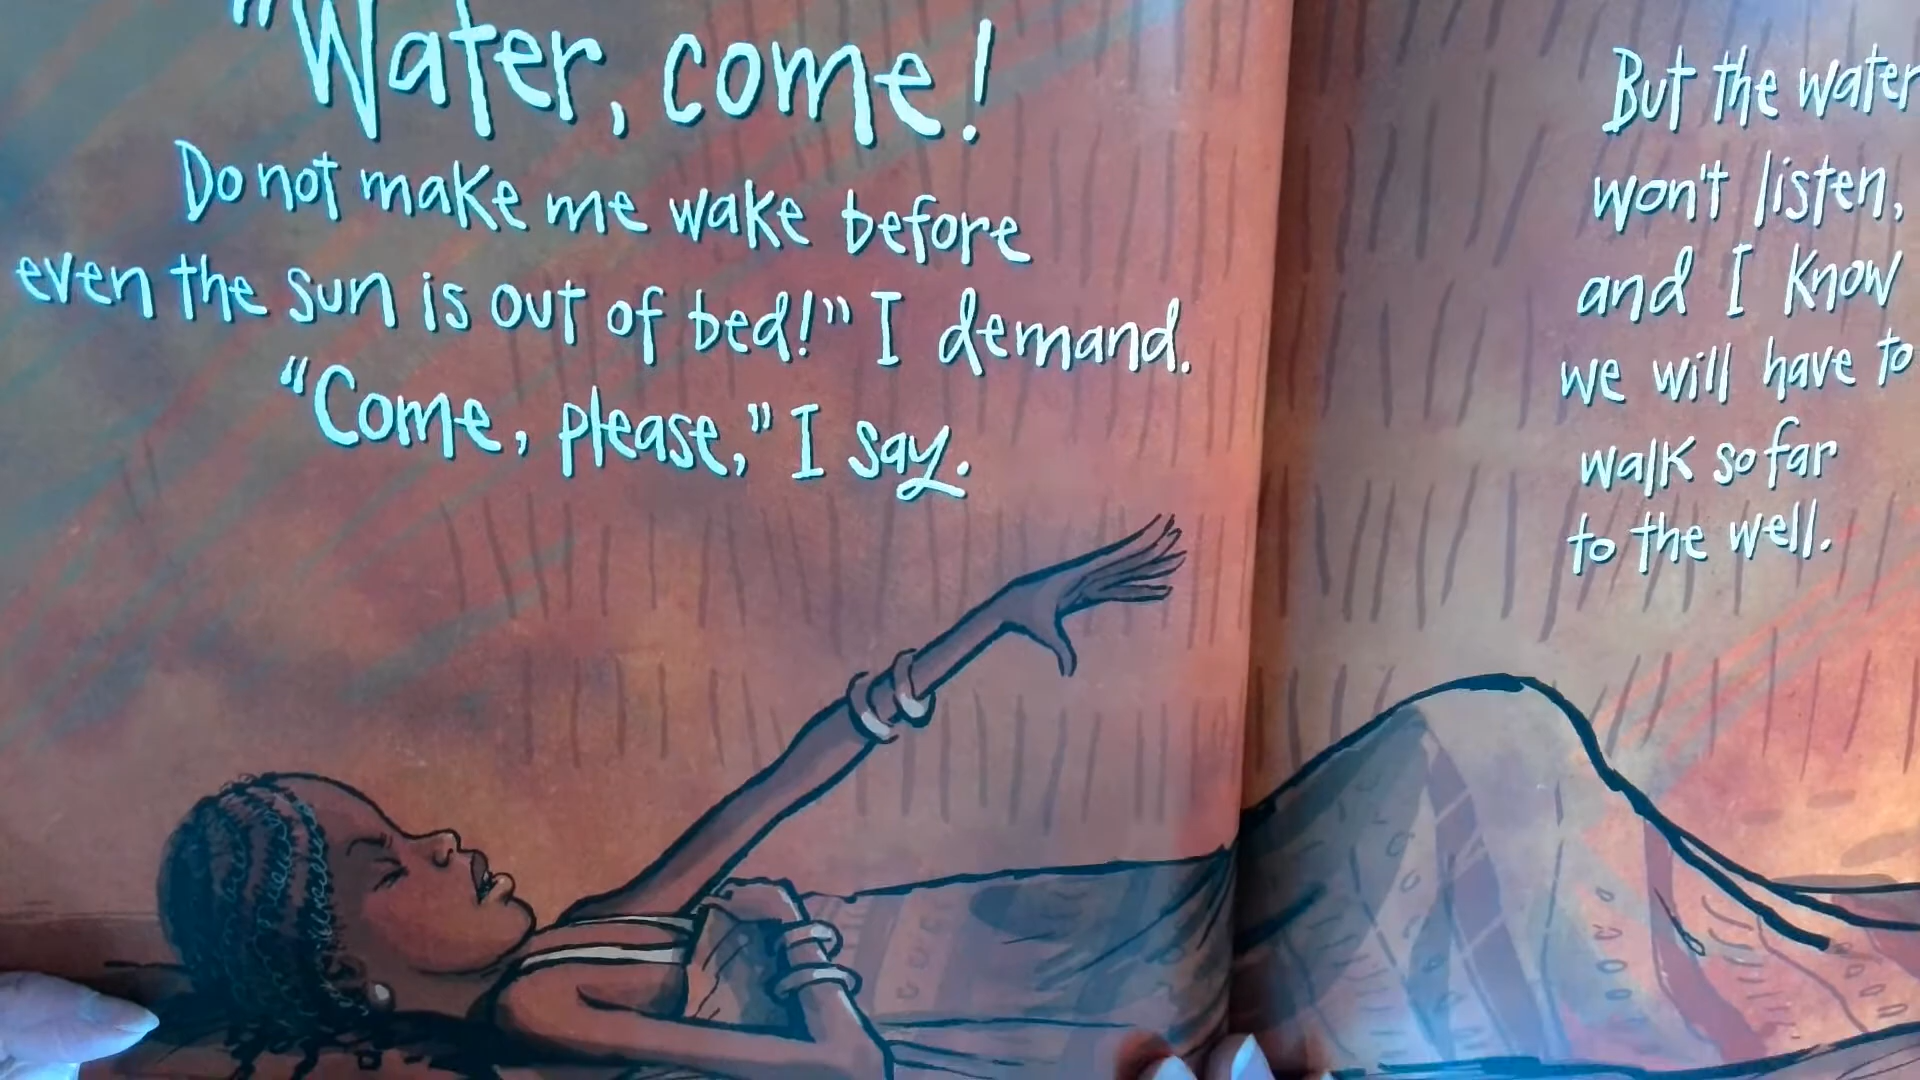 "Water, come!
Do not make me wake before
even the sun is out of bed!" I demand.
"Come, please," I say.
But the water
won't listen,
and I know
we will have to
walk so far
to the well.